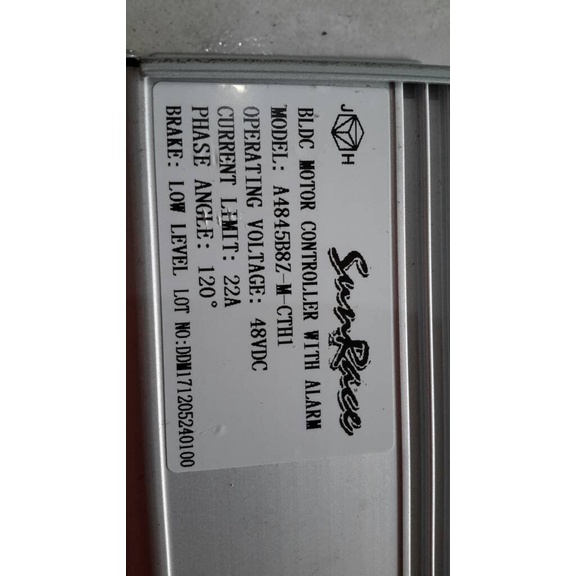 J H SunRace
BLDC MOTOR CONTROLLER WITH ALARM
MODEL: A4845B8Z-M-CTH1
OPERATING VOLTAGE: 48VDC
CURRENT LIMIT: 22A
PHASE ANGLE: 120°
BRAKE: LOW LEVEL LOT NO:DDM171205240100